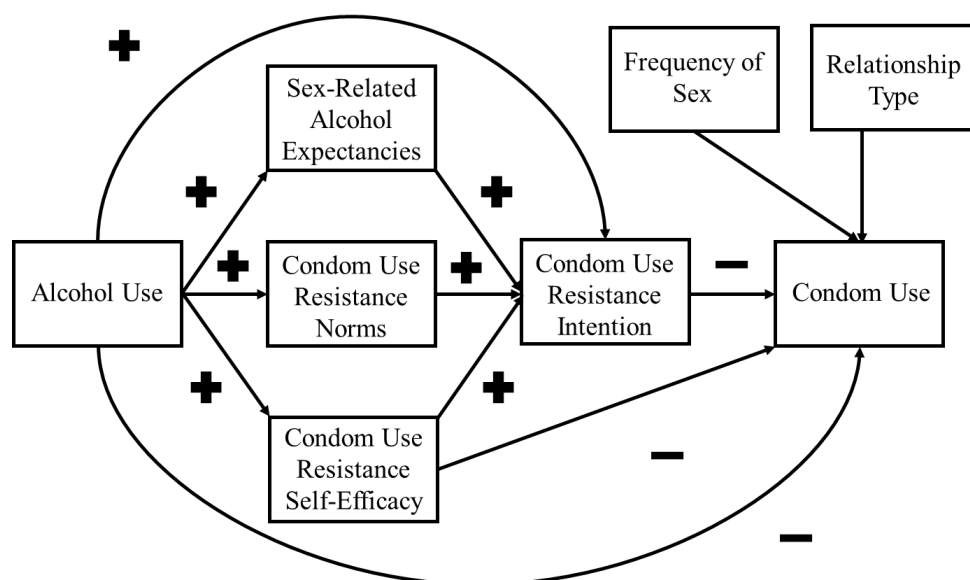 +
Frequency of
Sex
Relationship
Type
Sex-Related
Alcohol
Expectancies
+
+
Alcohol Use
+
Condom Use
Resistance
Norms
+
Condom Use
Resistance
Intention
−
Condom Use
+
+
Condom Use
Resistance
Self-Efficacy
−
−